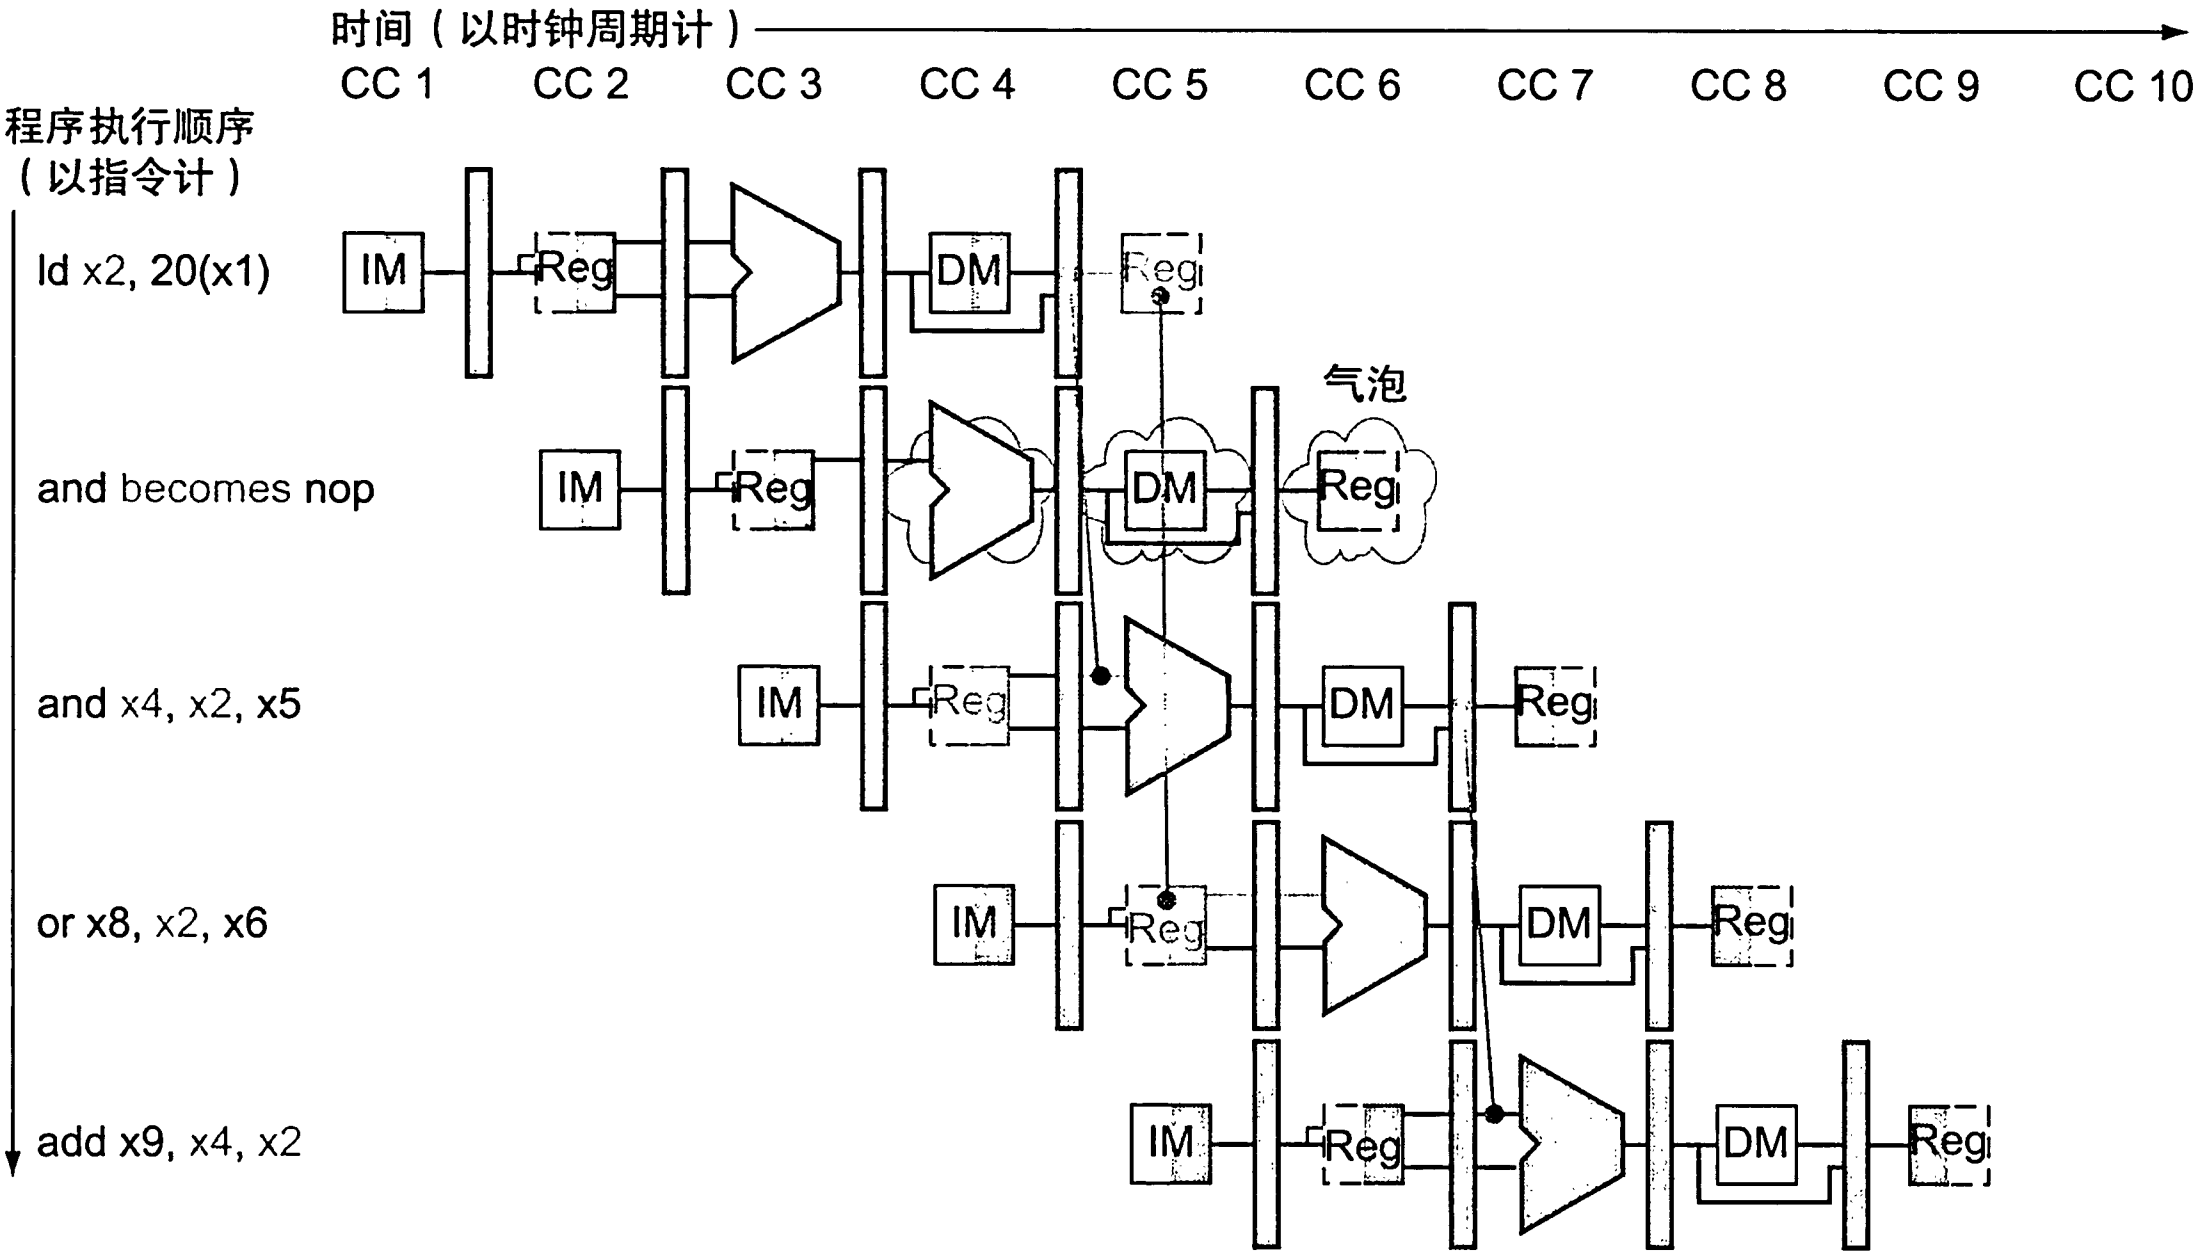 时间（以时钟周期计）
CC 1 CC 2 CC 3 CC 4 CC 5 CC 6 CC 7 CC 8 CC 9 CC 10
程序执行顺序
（以指令计）
ld x2, 20(x1)
IM Reg DM Reg
气泡
and becomes nop
IM Reg DM Reg
and x4, x2, x5
IM Reg DM Reg
or x8, x2, x6
IM Reg DM Reg
add x9, x4, x2
IM Reg DM Reg